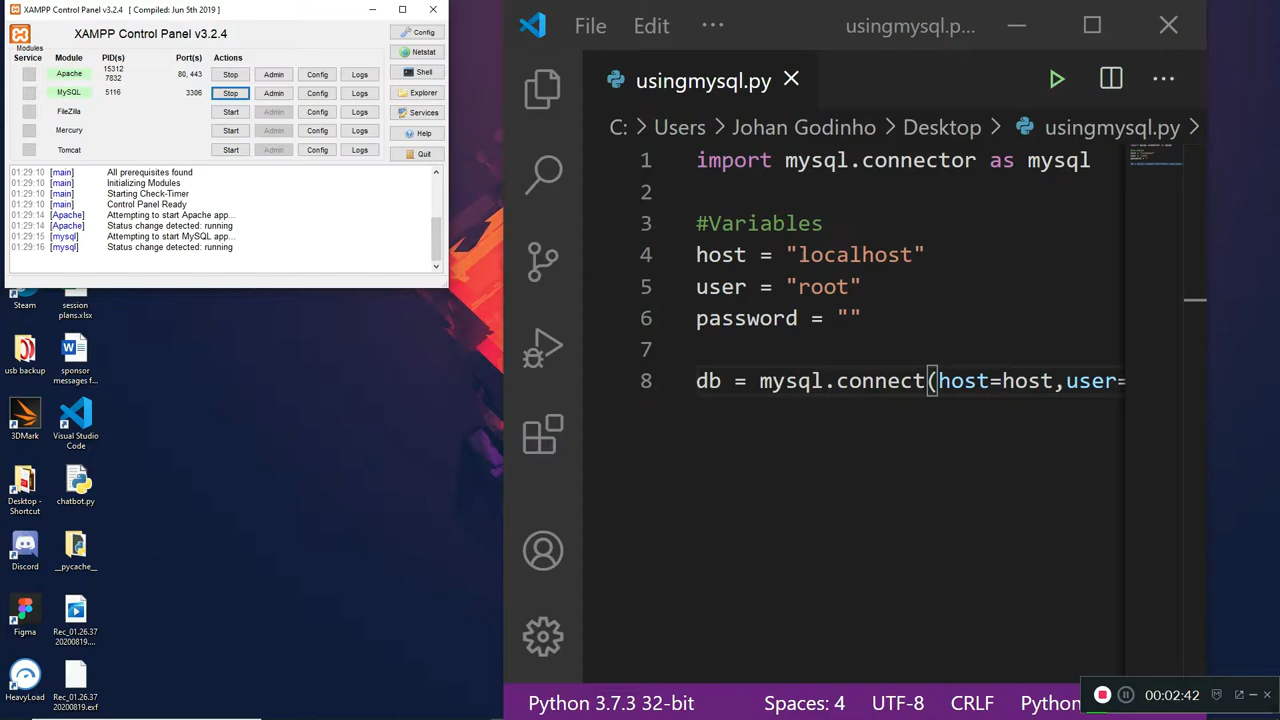 XAMPP Control Panel v3.2.4 [ Compiled: Jun 5th 2019 ]
XAMPP Control Panel v3.2.4
Config
Modules
Service Module PID(s) Port(s) Actions
Netstat
Apache 15312 7832 80, 443 Stop Admin Config Logs
Shell
MySQL 5116 3306 Stop Admin Config Logs
Explorer
FileZilla Start Admin Config Logs
Services
Mercury Start Admin Config Logs
Help
Tomcat Start Admin Config Logs
Quit
01:29:10 [main] All prerequisites found
01:29:10 [main] Initializing Modules
01:29:10 [main] Starting Check-Timer
01:29:10 [main] Control Panel Ready
01:29:14 [Apache] Attempting to start Apache app...
01:29:14 [Apache] Status change detected: running
01:29:15 [mysql] Attempting to start MySQL app...
01:29:16 [mysql] Status change detected: running
Steam
session
plans.xlsx
usb backup
sponsor
messages f...
3DMark
Visual Studio
Code
Desktop -
Shortcut
chatbot.py
Discord
__pycache__
Figma
Rec_01.26.37
20200819....
HeavyLoad
Rec_01.26.37
20200819.exf
File Edit ··· usingmysql.p...
usingmysql.py
C: > Users > Johan Godinho > Desktop > usingmysql.py >
1 import mysql.connector as mysql
2
3 #Variables
4 host = "localhost"
5 user = "root"
6 password = ""
7
8 db = mysql.connect(host=host,user=
Python 3.7.3 32-bit Spaces: 4 UTF-8 CRLF Python
00:02:42